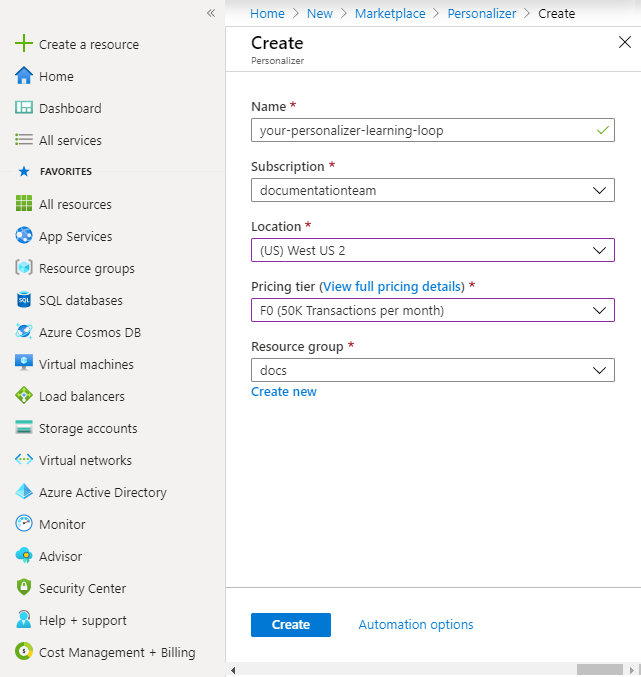 «
Create a resource
Home
Dashboard
All services
FAVORITES
All resources
App Services
Resource groups
SQL
SQL databases
Azure Cosmos DB
Virtual machines
Load balancers
Storage accounts
Virtual networks
Azure Active Directory
Monitor
Advisor
Security Center
Help + support
Cost Management + Billing
Home > New > Marketplace > Personalizer > Create
Create
Personalizer
Name *
your-personalizer-learning-loop
Subscription *
documentationteam
Location *
(US) West US 2
Pricing tier (View full pricing details) *
F0 (50K Transactions per month)
Resource group *
docs
Create new
Create Automation options